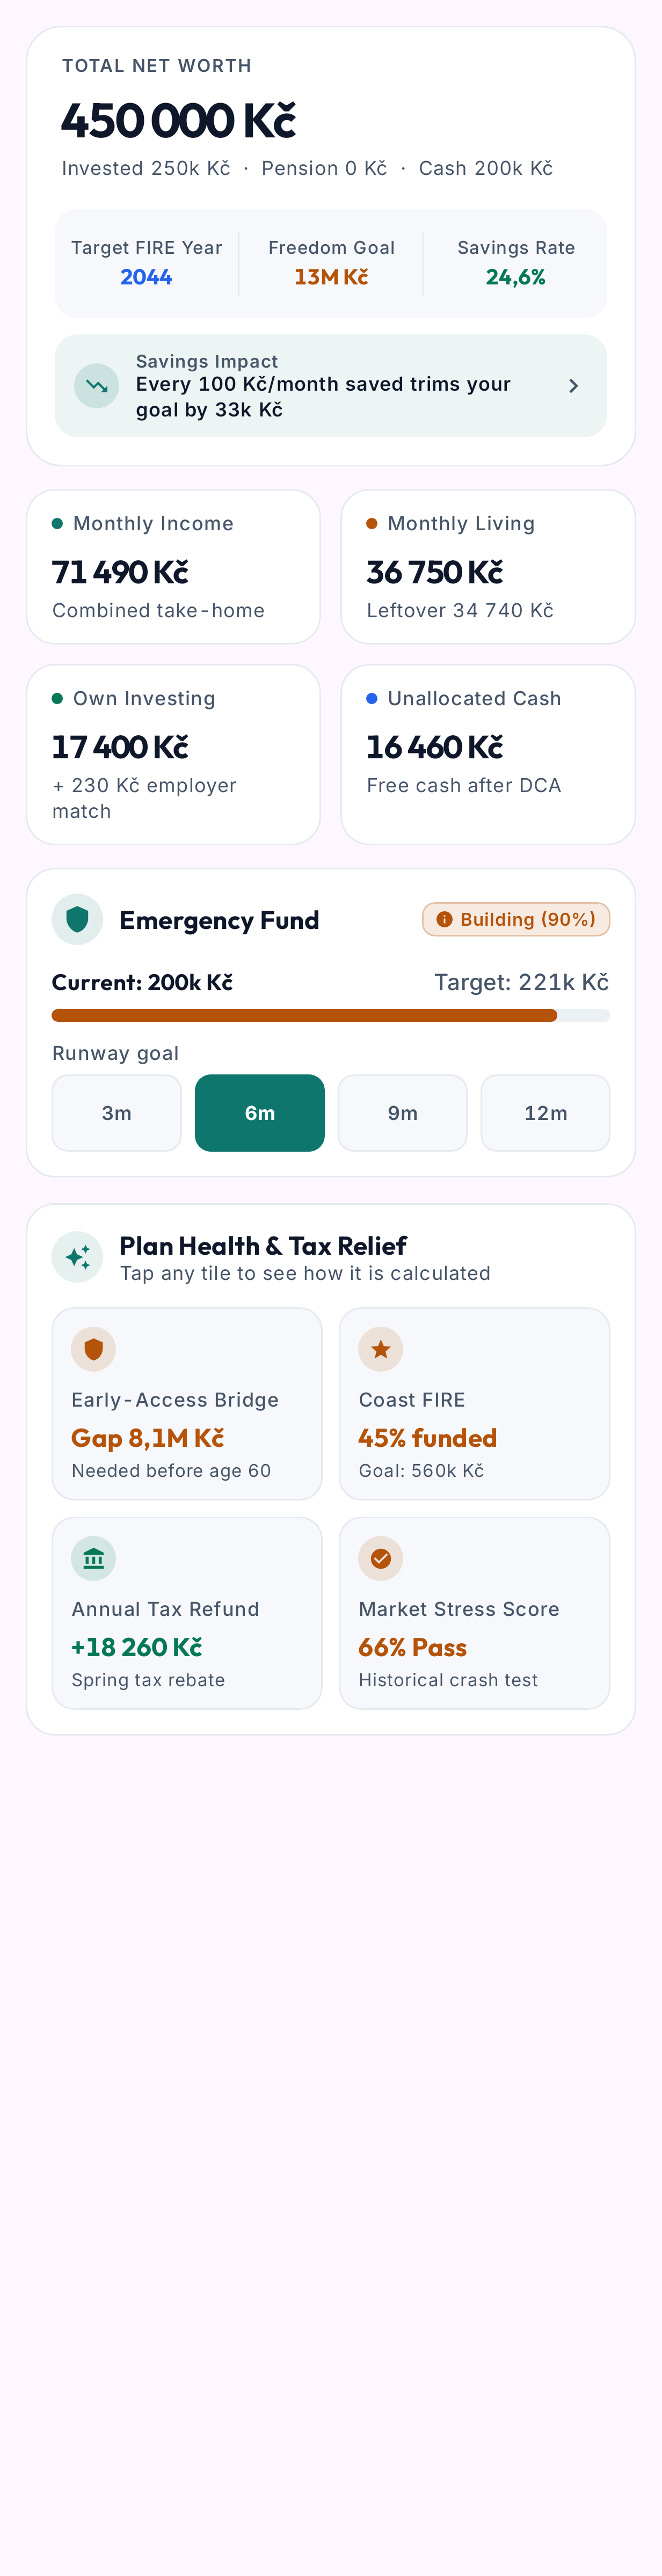 TOTAL NET WORTH
450 000 Kč
Invested 250k Kč · Pension 0 Kč · Cash 200k Kč
Target FIRE Year
2044
Freedom Goal
13M Kč
Savings Rate
24,6%
Savings Impact
Every 100 Kč/month saved trims your
goal by 33k Kč
Monthly Income
71 490 Kč
Combined take-home
Monthly Living
36 750 Kč
Leftover 34 740 Kč
Own Investing
17 400 Kč
+ 230 Kč employer
match
Unallocated Cash
16 460 Kč
Free cash after DCA
Emergency Fund
Building (90%)
Current: 200k Kč
Target: 221k Kč
Runway goal
3m
6m
9m
12m
Plan Health & Tax Relief
Tap any tile to see how it is calculated
Early-Access Bridge
Gap 8,1M Kč
Needed before age 60
Coast FIRE
45% funded
Goal: 560k Kč
Annual Tax Refund
+18 260 Kč
Spring tax rebate
Market Stress Score
66% Pass
Historical crash test